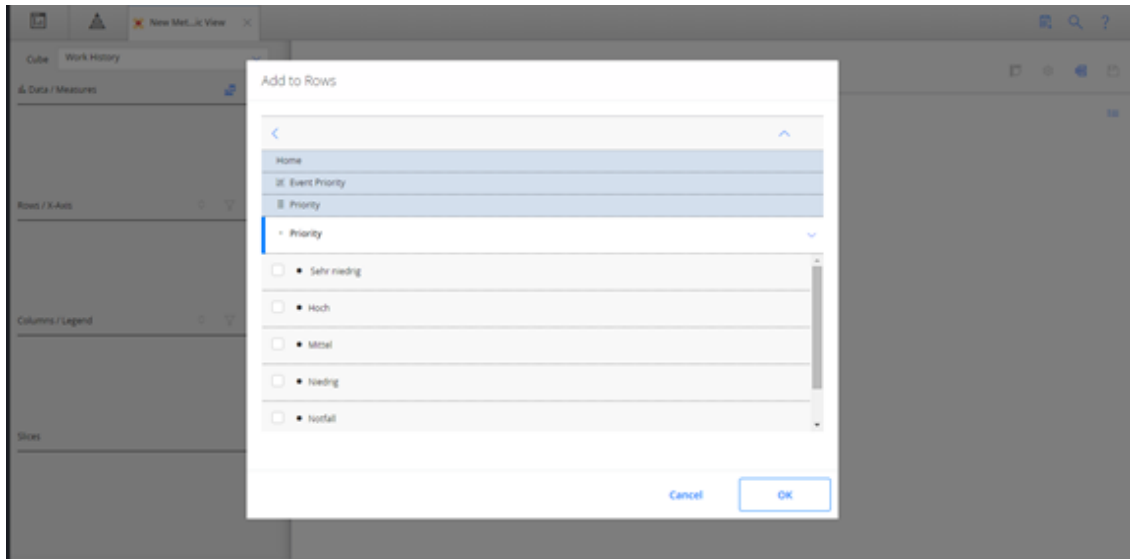 New Met...ic View
Cube Work History
& Data / Measures
Rows / X-Axis
Columns / Legend
Slices
Add to Rows
Home
Event Priority
Priority
Priority
Sehr niedrig
Hoch
Mittel
Niedrig
Notfall
Cancel OK